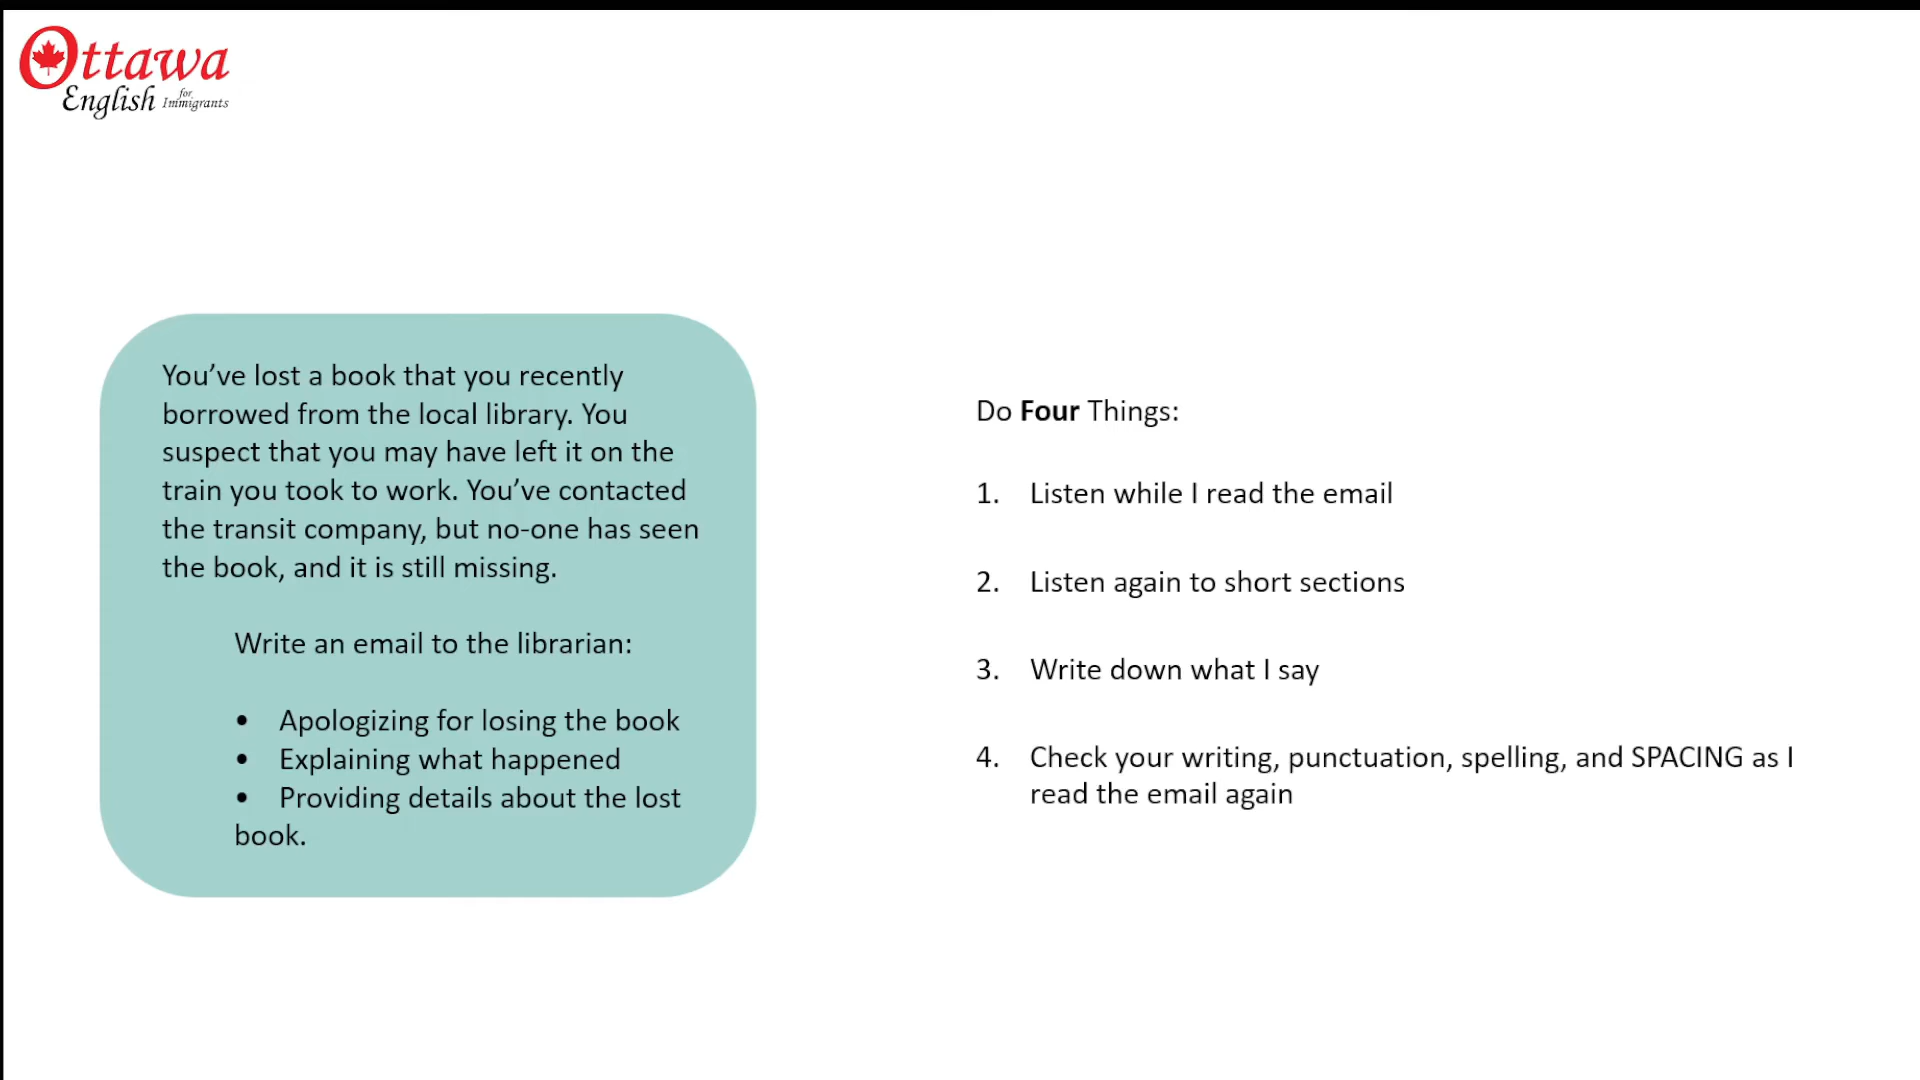 Ottawa
English for Immigrants
You’ve lost a book that you recently
borrowed from the local library. You
suspect that you may have left it on the
train you took to work. You’ve contacted
the transit company, but no-one has seen
the book, and it is still missing.
Write an email to the librarian:
• Apologizing for losing the book
• Explaining what happened
• Providing details about the lost
book.
Do Four Things:
1. Listen while I read the email
2. Listen again to short sections
3. Write down what I say
4. Check your writing, punctuation, spelling, and SPACING as I
read the email again